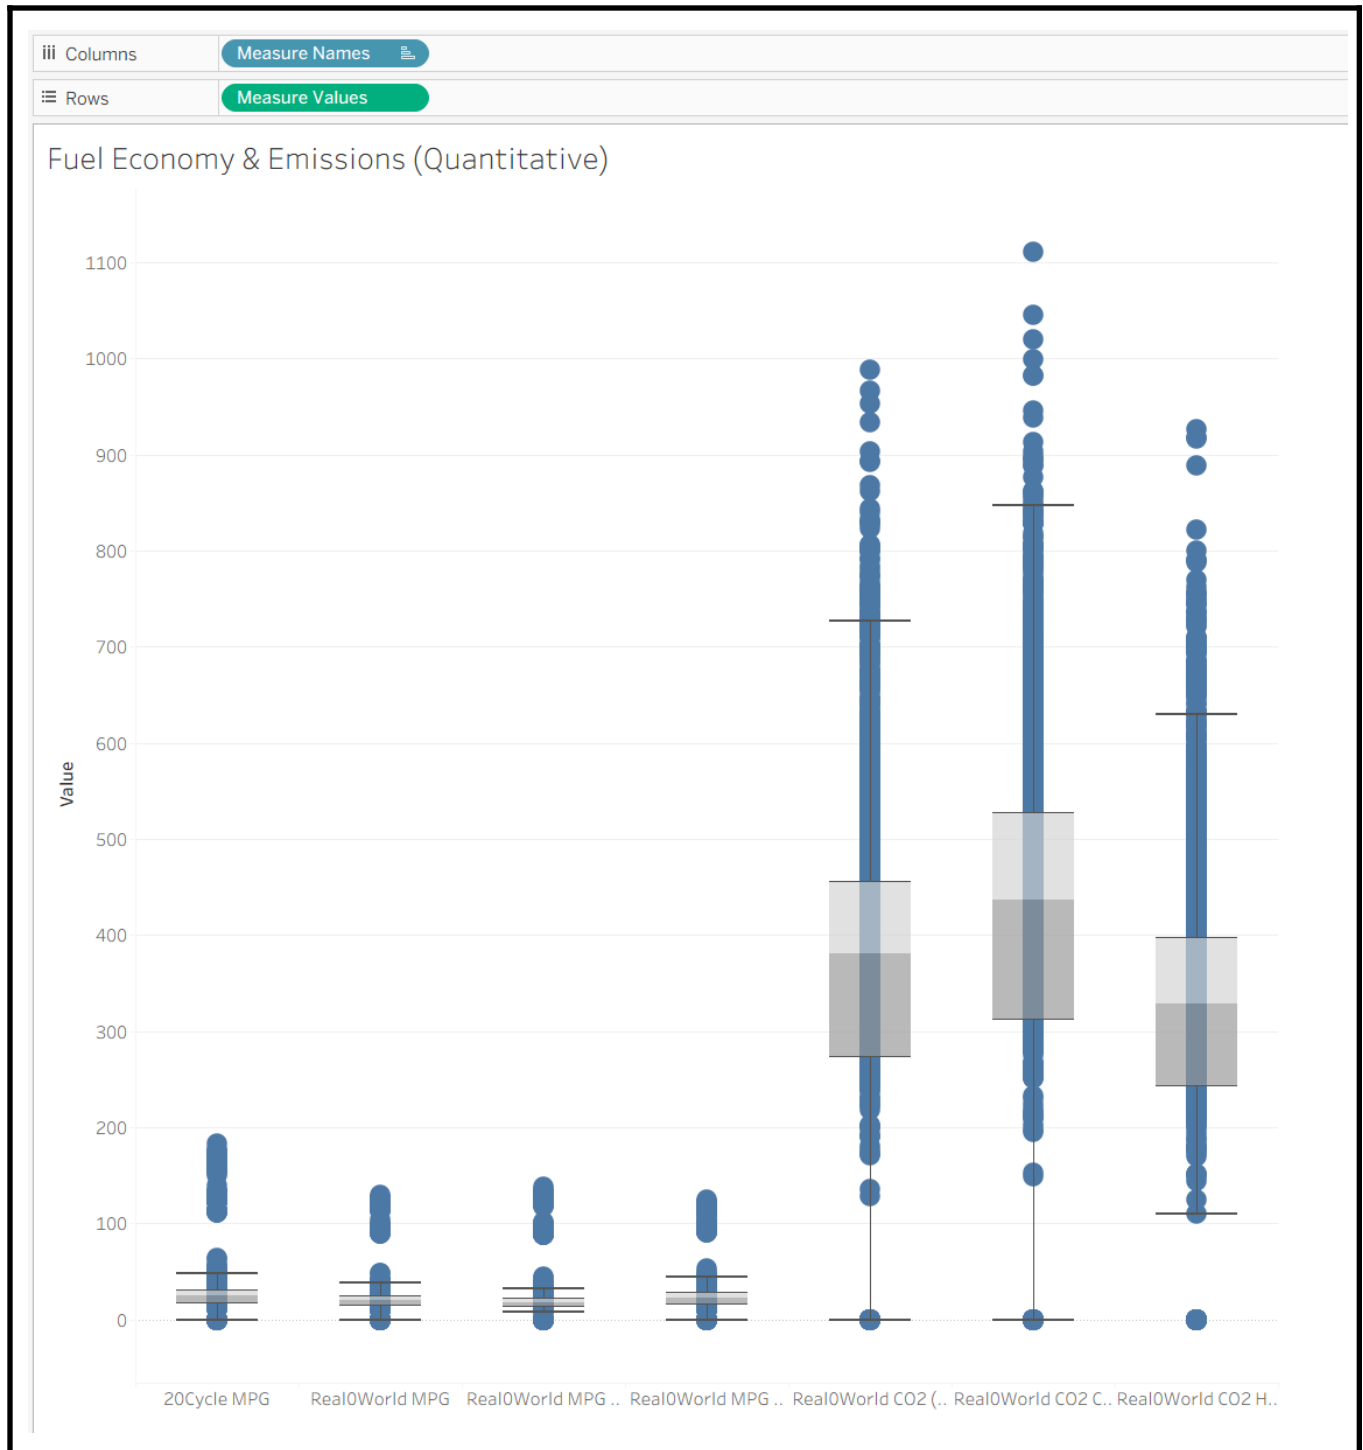 Columns
Measure Names
Rows
Measure Values
Fuel Economy & Emissions (Quantitative)
1100
1000
900
800
700
600
500
400
300
200
100
0
Value
20Cycle MPG
Real0World MPG
Real0World MPG ..
Real0World MPG ..
Real0World CO2 (..
Real0World CO2 C..
Real0World CO2 H..